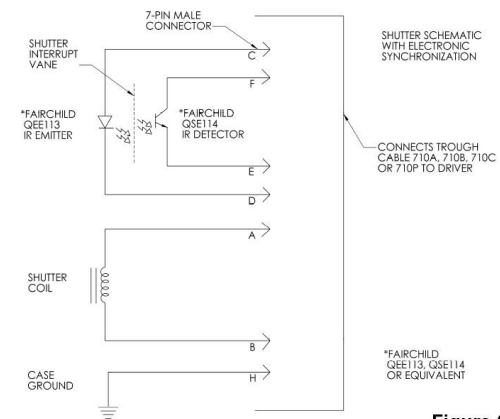 7-PIN MALE
CONNECTOR
SHUTTER
INTERRUPT
VANE
SHUTTER SCHEMATIC
WITH ELECTRONIC
SYNCHRONIZATION
C
F
*FAIRCHILD
QEE113
IR EMITTER
*FAIRCHILD
QSE114
IR DETECTOR
CONNECTS TROUGH
CABLE 710A, 710B, 710C
OR 710P TO DRIVER
E
D
A
SHUTTER
COIL
B
*FAIRCHILD
QEE113, QSE114
OR EQUIVALENT
CASE
GROUND
H
Figure